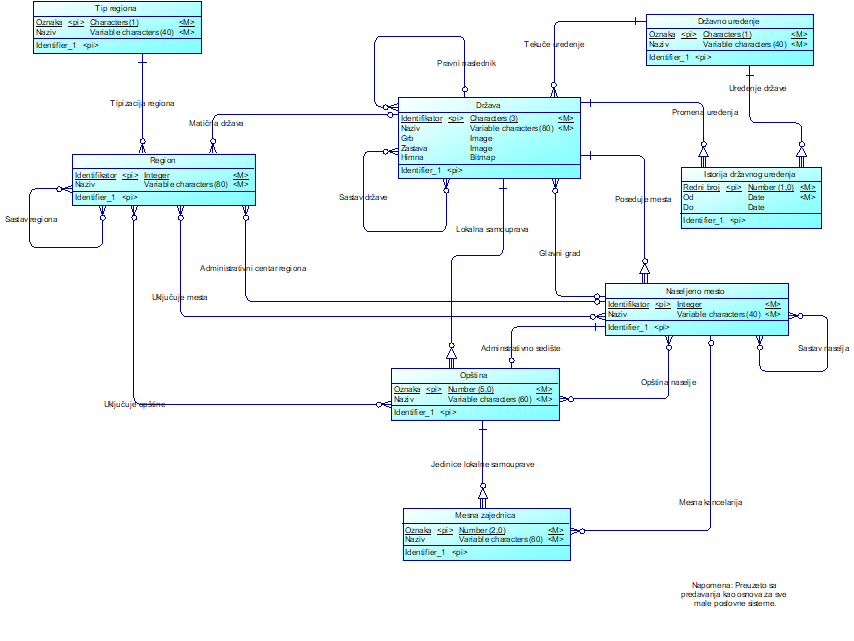 Tip regiona
Oznaka <pi> Characters (1) <M>
Naziv Variable characters (40) <M>
Identifier_1 <pi>
Državno uređenje
Oznaka <pi> Characters (1) <M>
Naziv Variable characters (40) <M>
Identifier_1 <pi>
Tekuće uređenje
Pravni naslednik
Uređenje države
Tipizacija regiona
Matična država
Promena uređenja
Država
Identifikator <pi> Characters (3) <M>
Naziv Variable characters (80) <M>
Grb Image
Zastava Image
Himna Bitmap
Identifier_1 <pi>
Region
Identifikator <pi> Integer <M>
Naziv Variable characters (80) <M>
Identifier_1 <pi>
Istorija državnog uređenja
Redni broj <pi> Number (1,0) <M>
Od Date <M>
Do Date
Identifier_1 <pi>
Sastav regiona
Sastav države
Poseduje mesta
Lokalna samouprava
Glavni grad
Administrativni centar regiona
Uključuje mesta
Naseljeno mesto
Identifikator <pi> Integer <M>
Naziv Variable characters (40) <M>
Identifier_1 <pi>
Adminstrativno sedište
Sastav naselja
Opština
Oznaka <pi> Number (5,0) <M>
Naziv Variable characters (60) <M>
Identifier_1 <pi>
Opština naselje
Uključuje opštine
Jedinice lokalne samouprave
Mesna kancelarija
Mesna zajednica
Oznaka <pi> Number (2,0) <M>
Naziv Variable characters (80) <M>
Identifier_1 <pi>
Napomena: Preuzeto sa
predavanja kao osnova za sve
male poslovne sisteme.